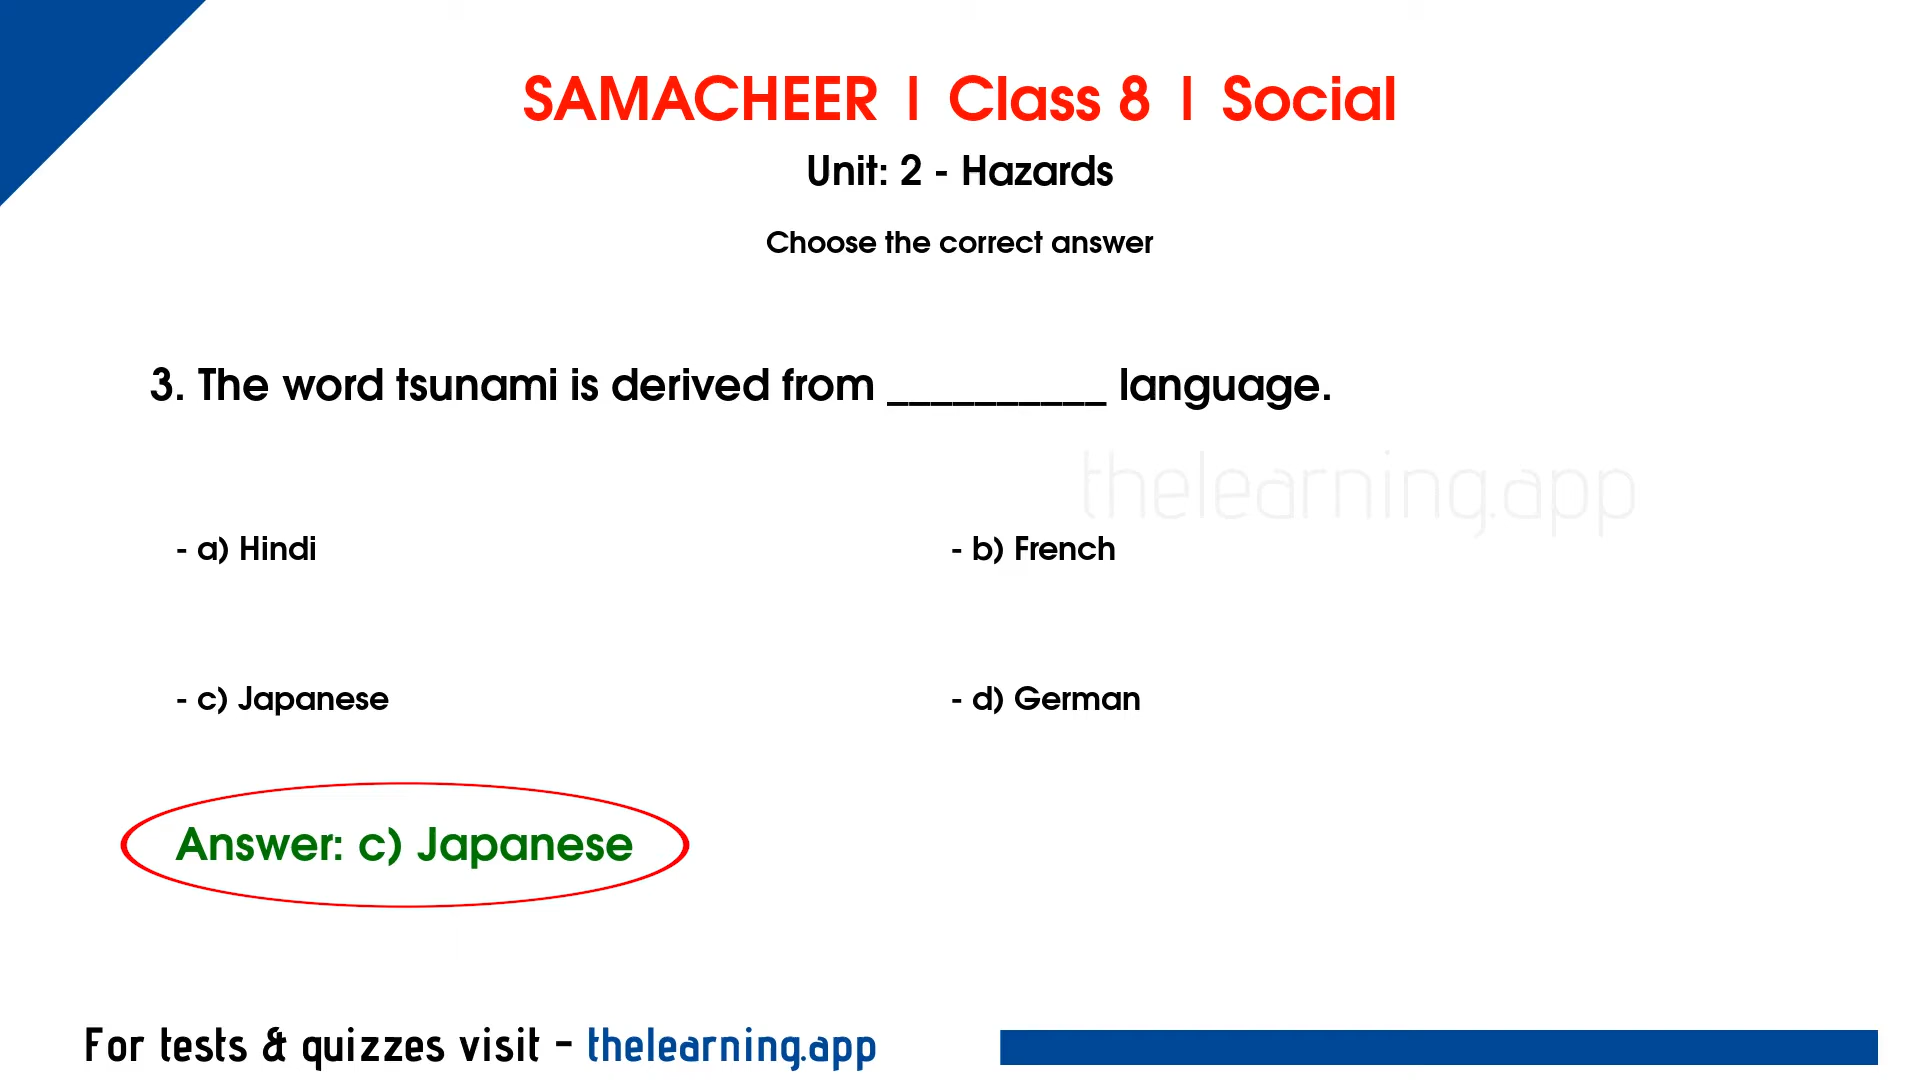 SAMACHEER | Class 8 | Social
Unit: 2 - Hazards
Choose the correct answer
3. The word tsunami is derived from __________ language.
thelearning.app
- a) Hindi - b) French
- c) Japanese - d) German
Answer: c) Japanese
For tests & quizzes visit - thelearning.app